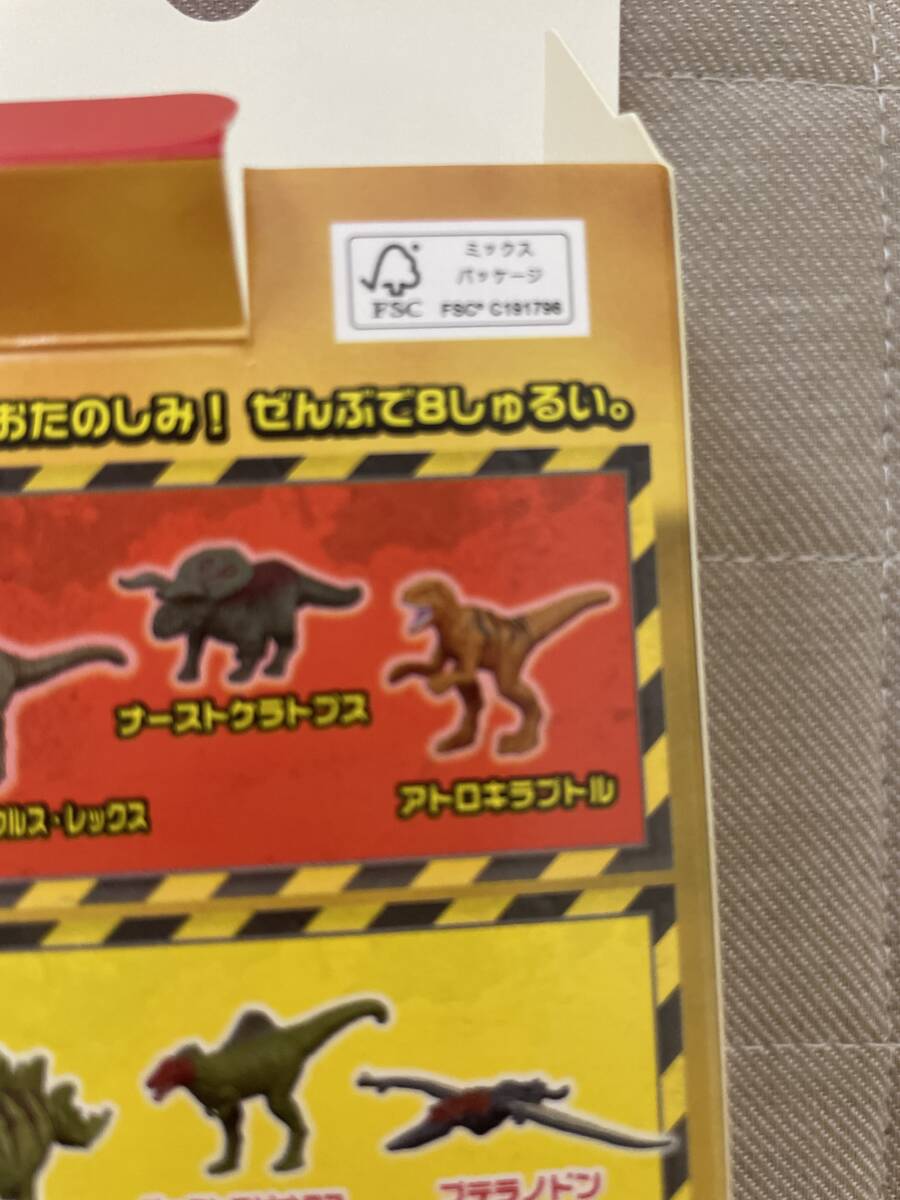 FSC
ミックス
パッケージ
FSC® C191796
おたのしみ! ぜんぶで8しゅるい。
ナーストケラトプス
アトロキラプトル
ウルス・レックス
プテラノドン